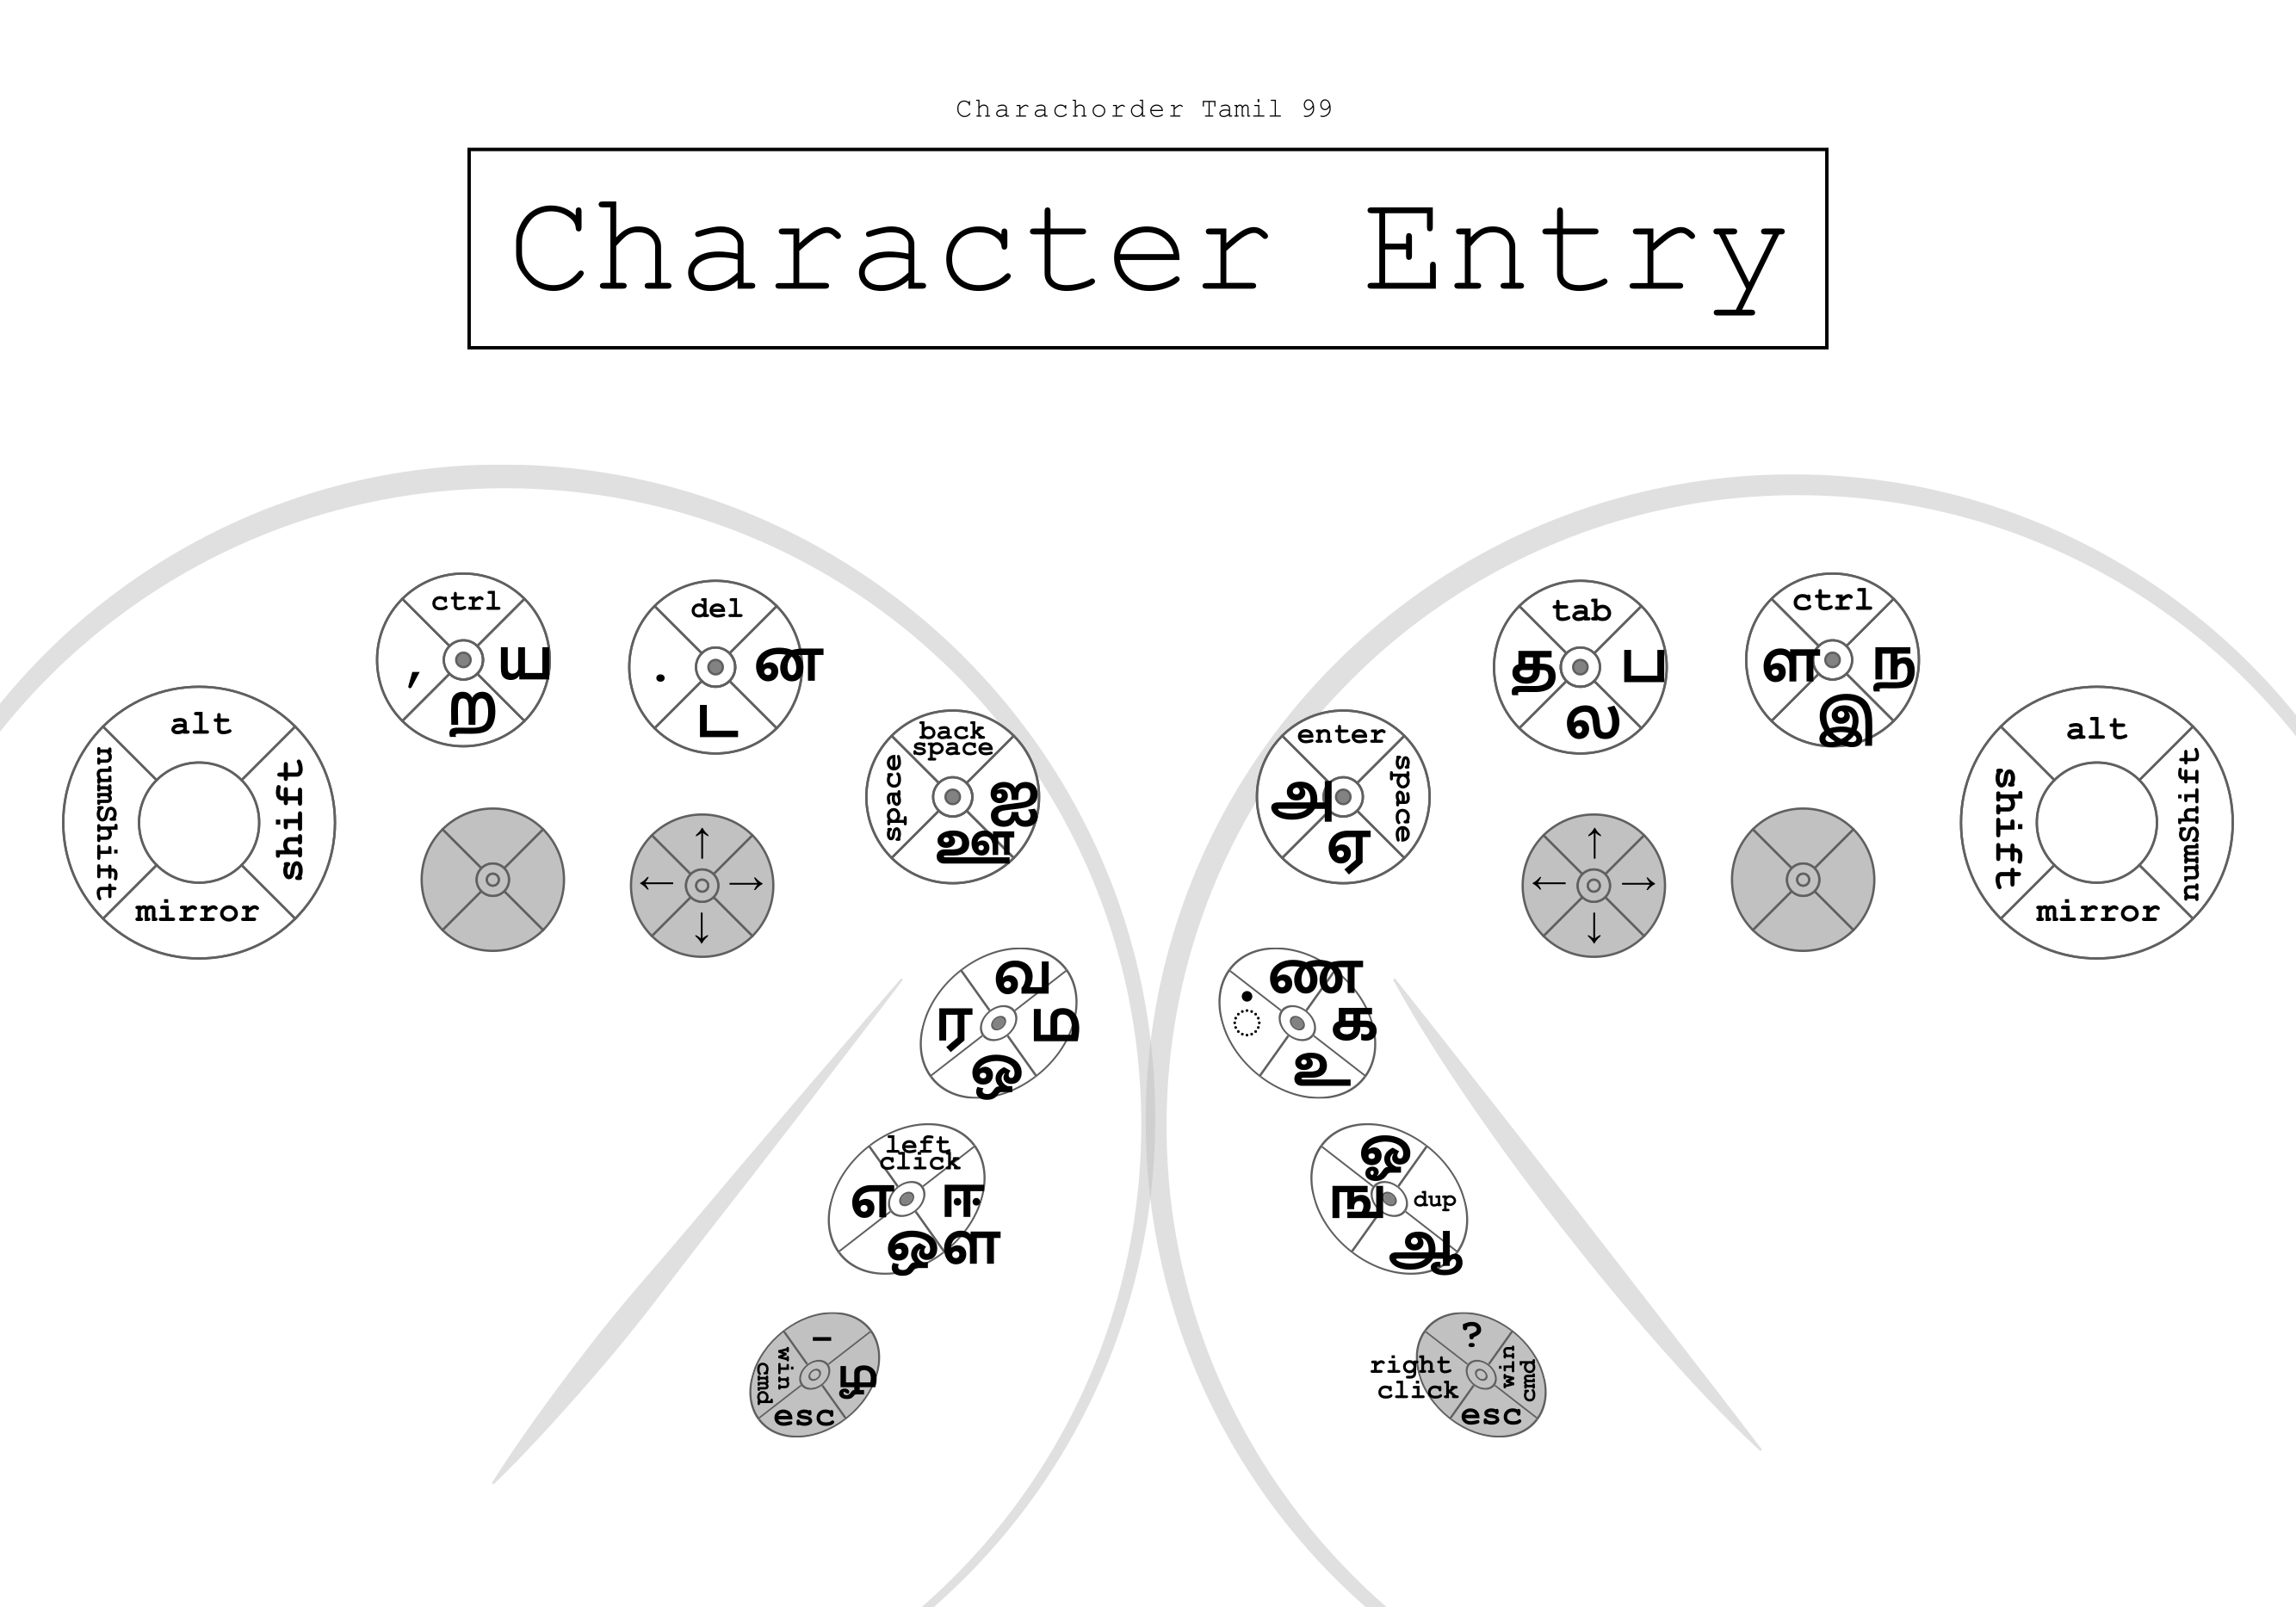 Charachorder Tamil 99
Character Entry
ctrl
,
ய
ற
del
.
ன
ட
alt
numShift
shift
mirror
back
space
space
ஐ
ஊ
↑
← →
↓
வ
ர
ம
ஒ
left
click
எ
ஈ
ஔ
-
win
cmd
ழ
esc
enter
அ
space
ஏ
tab
த
ப
ல
ctrl
ள
ந
இ
alt
shift
numShift
mirror
↑
← →
↓
ண
்
க
உ
ஓ
ங
dup
ஆ
?
right
click
win
cmd
esc